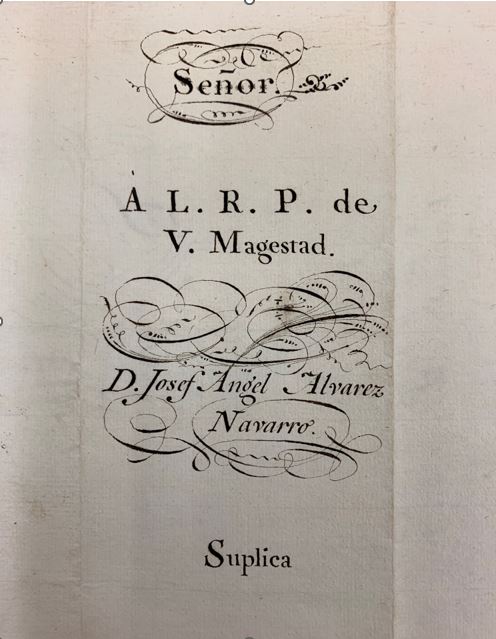 Señor.
À L. R. P. de
V. Magestad.
D. Josef Angel Alvarez
Navarro.
Suplica